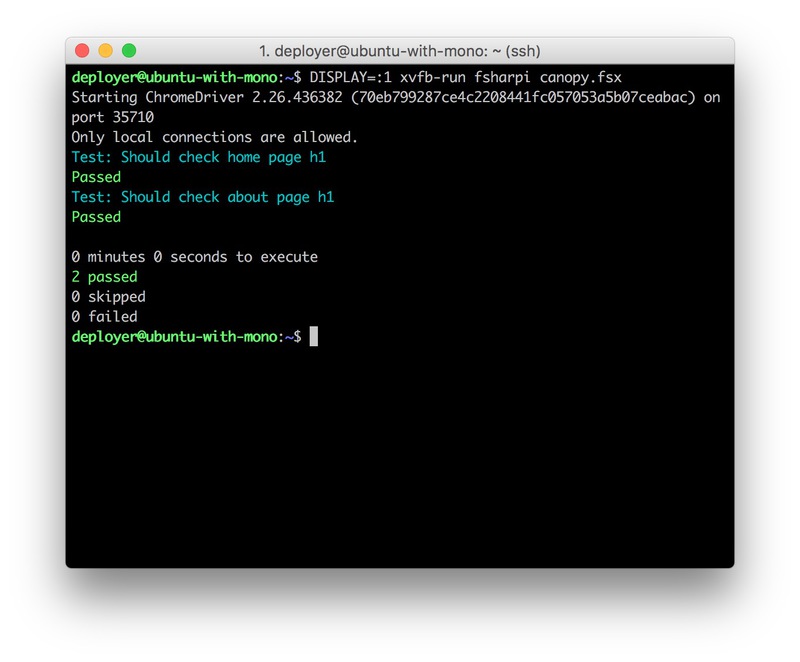 1. deployer@ubuntu-with-mono: ~ (ssh)
deployer@ubuntu-with-mono:~$ DISPLAY=:1 xvfb-run fsharpi canopy.fsx
Starting ChromeDriver 2.26.436382 (70eb799287ce4c2208441fc057053a5b07ceabac) on
port 35710
Only local connections are allowed.
Test: Should check home page h1
Passed
Test: Should check about page h1
Passed
0 minutes 0 seconds to execute
2 passed
0 skipped
0 failed
deployer@ubuntu-with-mono:~$